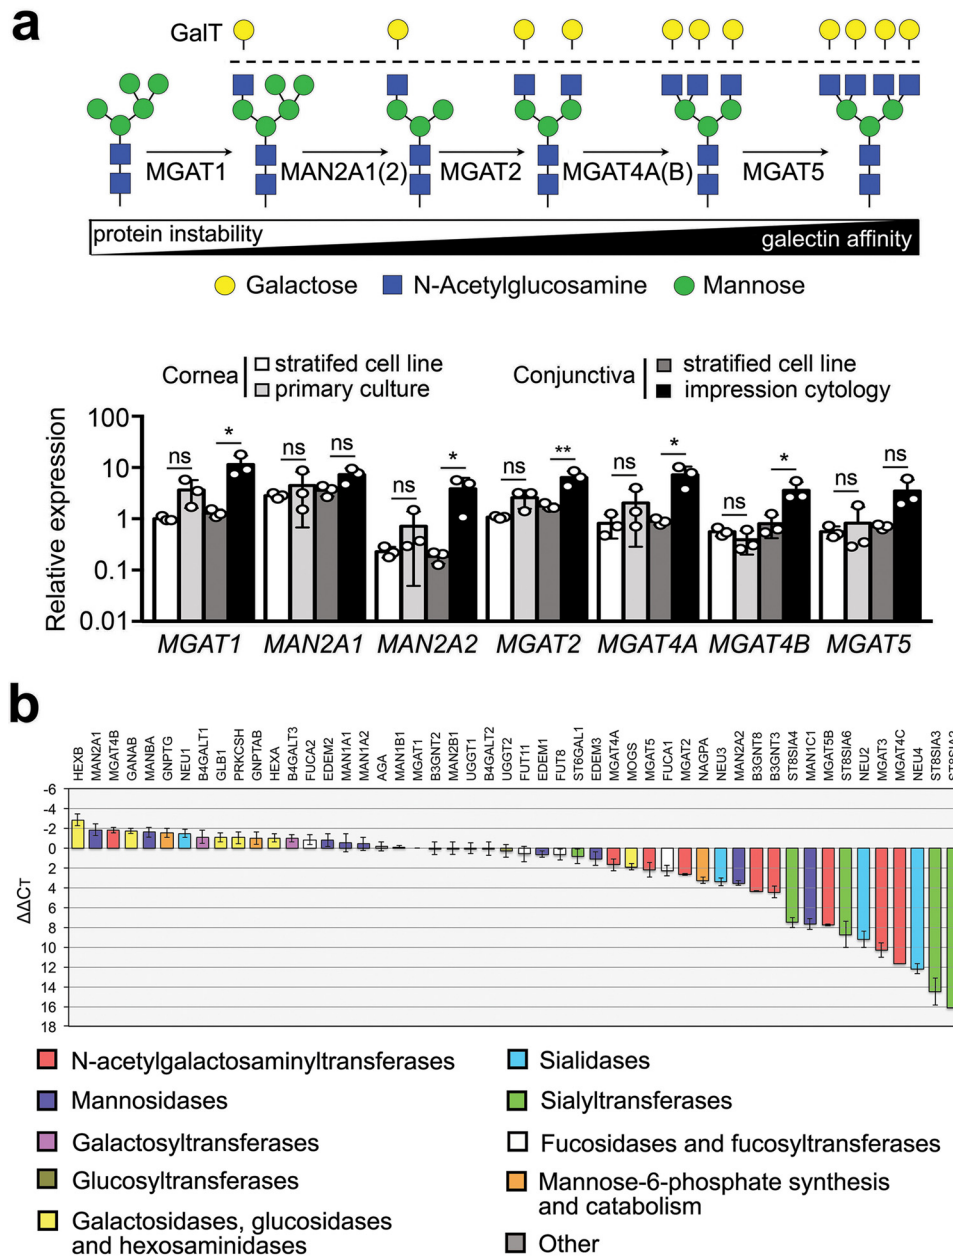 a
GalT
MGAT1 MAN2A1(2) MGAT2 MGAT4A(B) MGAT5
protein instability galectin affinity
Galactose N-Acetylglucosamine Mannose
Cornea stratifed cell line
primary culture
Conjunctiva stratified cell line
impression cytology
Relative expression
100
10
1
0.1
0.01
ns * ns ns ns * ns ** ns * ns * ns ns
MGAT1 MAN2A1 MAN2A2 MGAT2 MGAT4A MGAT4B MGAT5
b
HEXB MAN2A1 MGAT4B GANAB MANBA GNPTG NEU1 B4GALT1 GLB1 PRKCSH GNPTAB HEXA B4GALT3 FUCA2 EDEM2 MAN1A1 MAN1A2 AGA MAN1B1 MGAT1 B3GNT2 MAN2B1 UGGT1 B4GALT2 UGGT2 FUT11 EDEM1 FUT8 ST6GAL1 EDEM3 MGAT4A MOGS MGAT5 FUCA1 MGAT2 NAGPA NEU3 MAN2A2 B3GNT8 B3GNT3 ST8SIA4 MAN1C1 MGAT5B ST8SIA6 NEU2 MGAT3 MGAT4C NEU4 ST8SIA3
ΔΔCT
-6
-4
-2
0
2
4
6
8
10
12
14
16
18
N-acetylgalactosaminyltransferases
Mannosidases
Galactosyltransferases
Glucosyltransferases
Galactosidases, glucosidases
and hexosaminidases
Sialidases
Sialyltransferases
Fucosidases and fucosyltransferases
Mannose-6-phosphate synthesis
and catabolism
Other